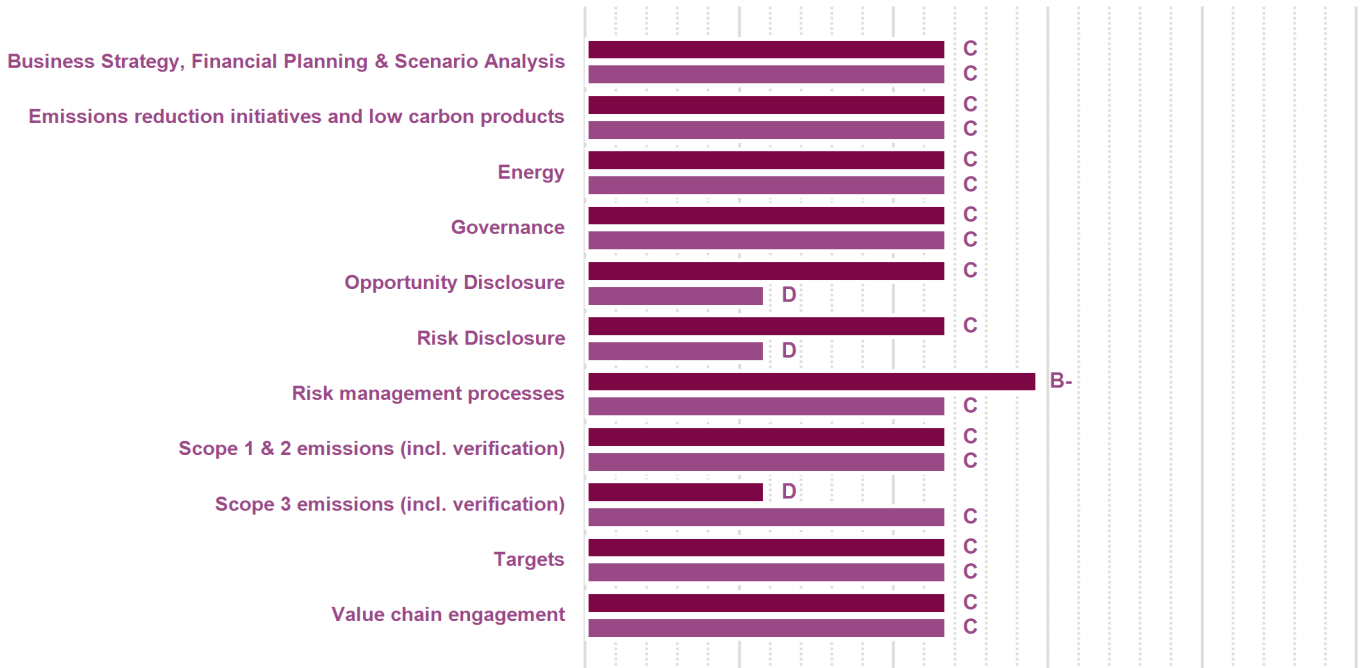 Business Strategy, Financial Planning & Scenario Analysis
C
C
Emissions reduction initiatives and low carbon products
C
C
Energy
C
C
Governance
C
C
Opportunity Disclosure
C
D
Risk Disclosure
C
D
Risk management processes
B-
C
Scope 1 & 2 emissions (incl. verification)
C
C
Scope 3 emissions (incl. verification)
D
C
Targets
C
C
Value chain engagement
C
C